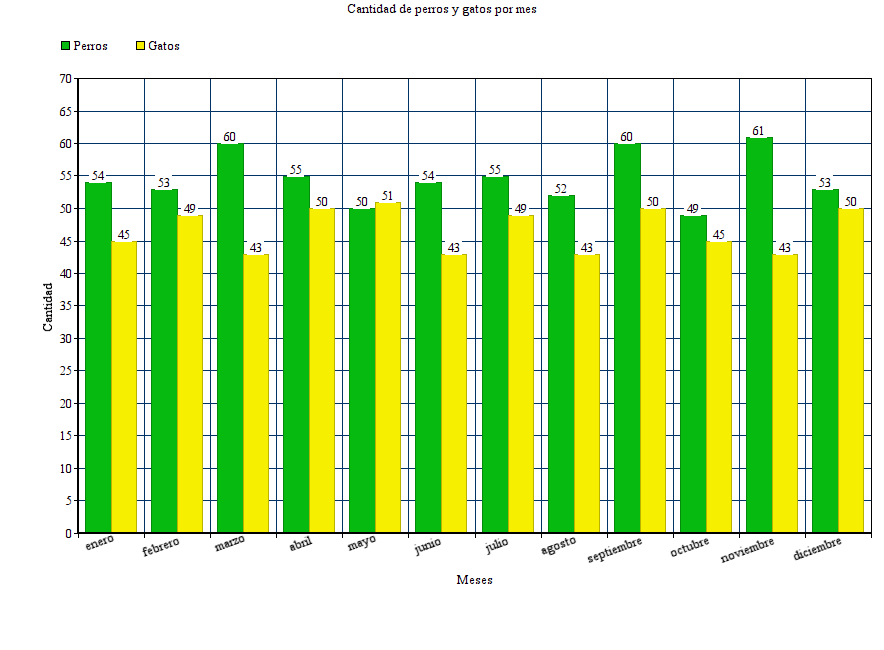 Cantidad de perros y gatos por mes
Perros Gatos
70
65
60
55
50
45
40
35
30
25
20
15
10
5
0
Cantidad
54 45 53 49 60 43 55 50 50 51 54 43 55 49 52 43 60 50 49 45 61 43 53 50
enero febrero marzo abril mayo junio julio agosto septiembre octubre noviembre diciembre
Meses